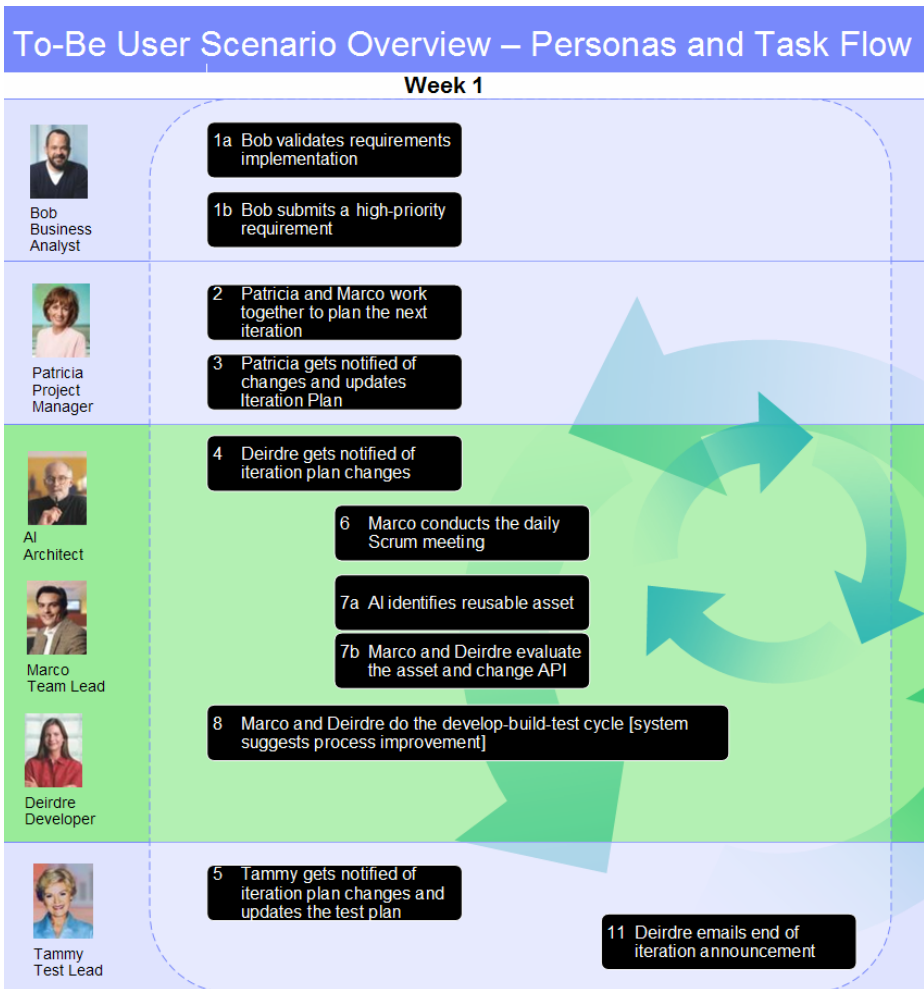 To-Be User Scenario Overview – Personas and Task Flow
Week 1
Bob
Business
Analyst
1a Bob validates requirements
implementation
1b Bob submits a high-priority
requirement
Patricia
Project
Manager
2 Patricia and Marco work
together to plan the next
iteration
3 Patricia gets notified of
changes and updates
Iteration Plan
4 Deirdre gets notified of
iteration plan changes
Al
Architect
6 Marco conducts the daily
Scrum meeting
7a Al identifies reusable asset
Marco
Team Lead
7b Marco and Deirdre evaluate
the asset and change API
Deirdre
Developer
8 Marco and Deirdre do the develop-build-test cycle [system
suggests process improvement]
Tammy
Test Lead
5 Tammy gets notified of
iteration plan changes and
updates the test plan
11 Deirdre emails end of
iteration announcement